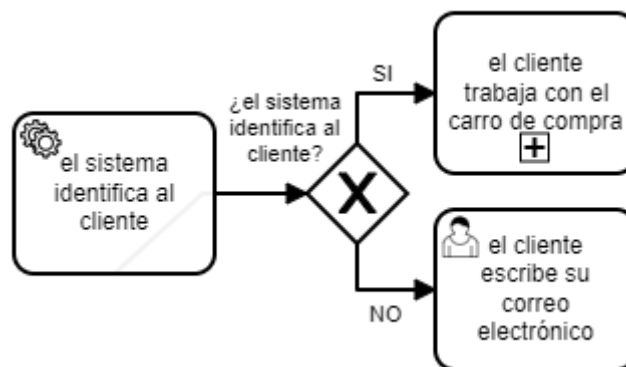 el sistema
identifica al
cliente
¿el sistema
identifica al
cliente?
SI
el cliente
trabaja con el
carro de compra
NO
el cliente
escribe su
correo
electrónico